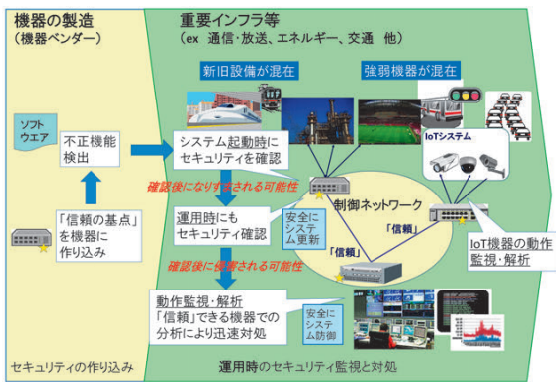 機器の製造
（機器ベンダー）
ソフト
ウエア
不正機能
検出
「信頼の基点」
を機器に
作り込み
セキュリティの作り込み
重要インフラ等
（ex 通信・放送、エネルギー、交通 他）
新旧設備が混在
強弱機器が混在
システム起動時に
セキュリティを確認
確認後になりすまされる可能性
運用時にも
セキュリティ確認
安全に
システ
ム更新
確認後に侵害される可能性
動作監視・解析
「信頼」できる機器での
分析により迅速対処
安全に
システ
ム防御
IoTシステム
制御ネットワーク
「信頼」
「信頼」
IoT機器の動作
監視・解析
運用時のセキュリティ監視と対処